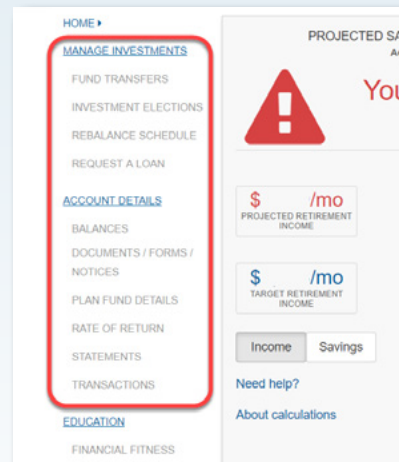 HOME
MANAGE INVESTMENTS
FUND TRANSFERS
INVESTMENT ELECTIONS
REBALANCE SCHEDULE
REQUEST A LOAN
ACCOUNT DETAILS
BALANCES
DOCUMENTS / FORMS /
NOTICES
PLAN FUND DETAILS
RATE OF RETURN
STATEMENTS
TRANSACTIONS
EDUCATION
FINANCIAL FITNESS
PROJECTED
$ /mo
PROJECTED RETIREMENT
INCOME
$ /mo
TARGET RETIREMENT
INCOME
Income Savings
Need help?
About calculations